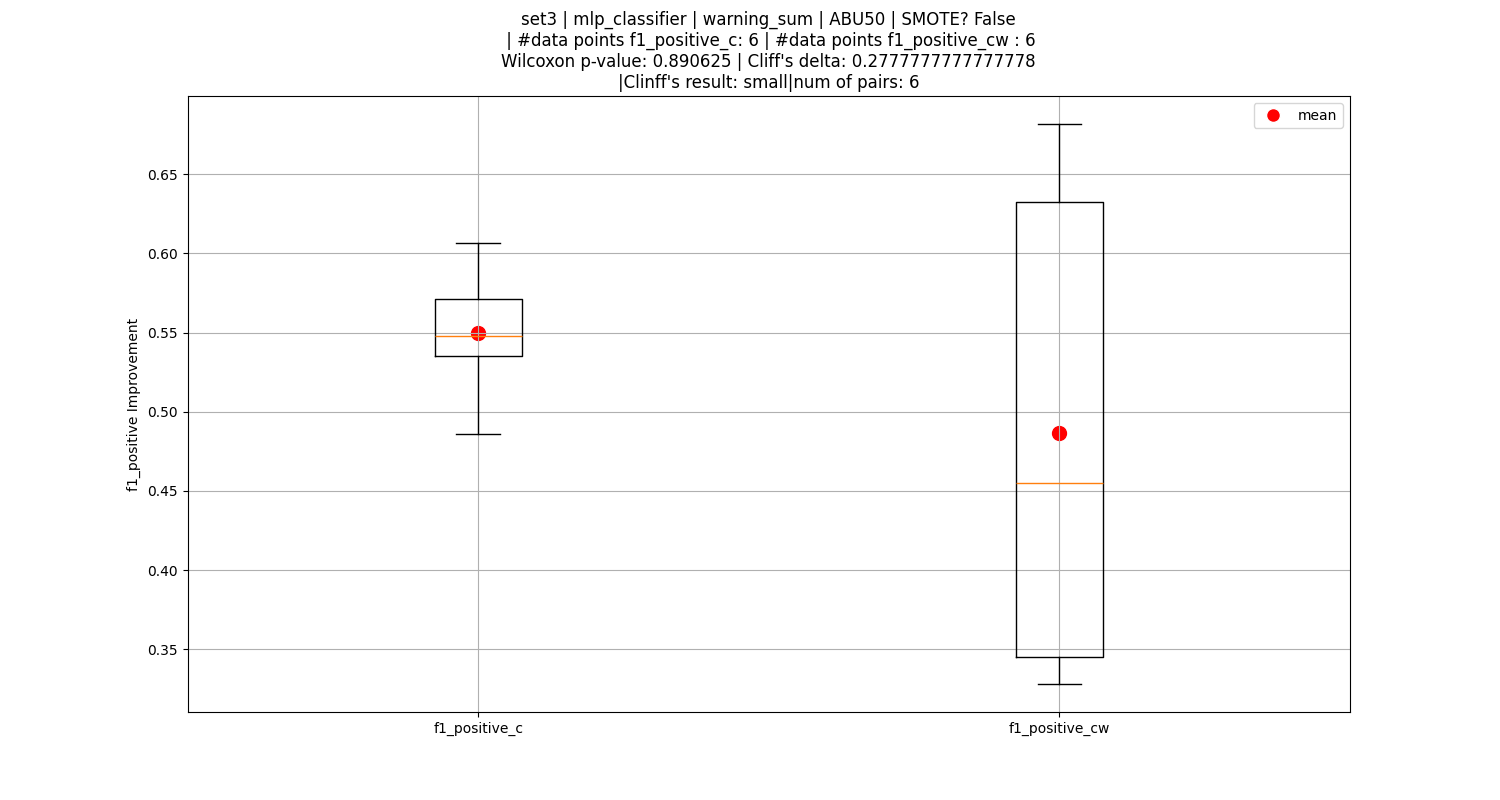 set3 | mlp_classifier | warning_sum | ABU50 | SMOTE? False
| #data points f1_positive_c: 6 | #data points f1_positive_cw : 6
Wilcoxon p-value: 0.890625 | Cliff's delta: 0.2777777777777778
|Clinff's result: small|num of pairs: 6
mean
0.65
0.60
0.55
0.50
0.45
0.40
0.35
f1_positive Improvement
f1_positive_c
f1_positive_cw